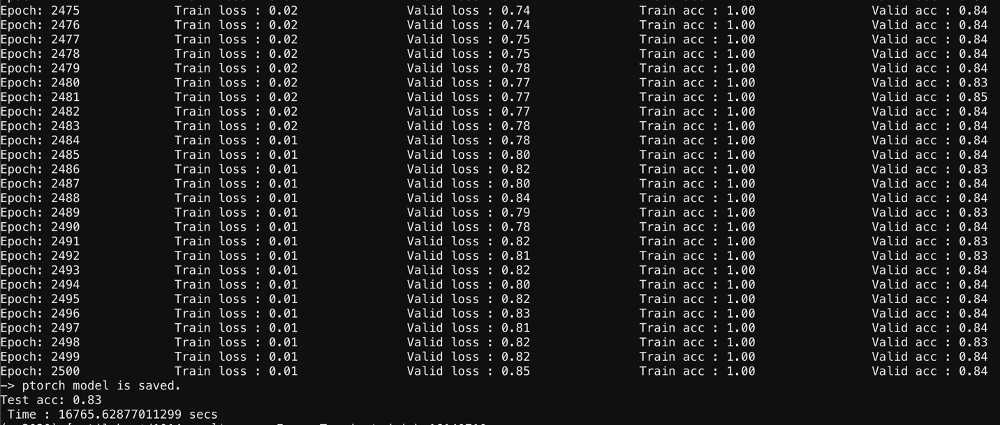 Epoch: 2475 Train loss : 0.02 Valid loss : 0.74 Train acc : 1.00 Valid acc : 0.84
Epoch: 2476 Train loss : 0.02 Valid loss : 0.74 Train acc : 1.00 Valid acc : 0.84
Epoch: 2477 Train loss : 0.02 Valid loss : 0.75 Train acc : 1.00 Valid acc : 0.84
Epoch: 2478 Train loss : 0.02 Valid loss : 0.75 Train acc : 1.00 Valid acc : 0.84
Epoch: 2479 Train loss : 0.02 Valid loss : 0.78 Train acc : 1.00 Valid acc : 0.84
Epoch: 2480 Train loss : 0.02 Valid loss : 0.77 Train acc : 1.00 Valid acc : 0.83
Epoch: 2481 Train loss : 0.02 Valid loss : 0.77 Train acc : 1.00 Valid acc : 0.85
Epoch: 2482 Train loss : 0.02 Valid loss : 0.77 Train acc : 1.00 Valid acc : 0.84
Epoch: 2483 Train loss : 0.02 Valid loss : 0.78 Train acc : 1.00 Valid acc : 0.84
Epoch: 2484 Train loss : 0.01 Valid loss : 0.78 Train acc : 1.00 Valid acc : 0.84
Epoch: 2485 Train loss : 0.01 Valid loss : 0.80 Train acc : 1.00 Valid acc : 0.84
Epoch: 2486 Train loss : 0.01 Valid loss : 0.82 Train acc : 1.00 Valid acc : 0.83
Epoch: 2487 Train loss : 0.01 Valid loss : 0.80 Train acc : 1.00 Valid acc : 0.84
Epoch: 2488 Train loss : 0.01 Valid loss : 0.84 Train acc : 1.00 Valid acc : 0.84
Epoch: 2489 Train loss : 0.01 Valid loss : 0.79 Train acc : 1.00 Valid acc : 0.83
Epoch: 2490 Train loss : 0.01 Valid loss : 0.78 Train acc : 1.00 Valid acc : 0.84
Epoch: 2491 Train loss : 0.01 Valid loss : 0.82 Train acc : 1.00 Valid acc : 0.83
Epoch: 2492 Train loss : 0.01 Valid loss : 0.81 Train acc : 1.00 Valid acc : 0.83
Epoch: 2493 Train loss : 0.01 Valid loss : 0.82 Train acc : 1.00 Valid acc : 0.84
Epoch: 2494 Train loss : 0.01 Valid loss : 0.80 Train acc : 1.00 Valid acc : 0.84
Epoch: 2495 Train loss : 0.01 Valid loss : 0.82 Train acc : 1.00 Valid acc : 0.84
Epoch: 2496 Train loss : 0.01 Valid loss : 0.83 Train acc : 1.00 Valid acc : 0.84
Epoch: 2497 Train loss : 0.01 Valid loss : 0.81 Train acc : 1.00 Valid acc : 0.84
Epoch: 2498 Train loss : 0.01 Valid loss : 0.82 Train acc : 1.00 Valid acc : 0.83
Epoch: 2499 Train loss : 0.01 Valid loss : 0.82 Train acc : 1.00 Valid acc : 0.84
Epoch: 2500 Train loss : 0.01 Valid loss : 0.85 Train acc : 1.00 Valid acc : 0.84
-> ptorch model is saved.
Test acc: 0.83
Time : 16765.62877011299 secs